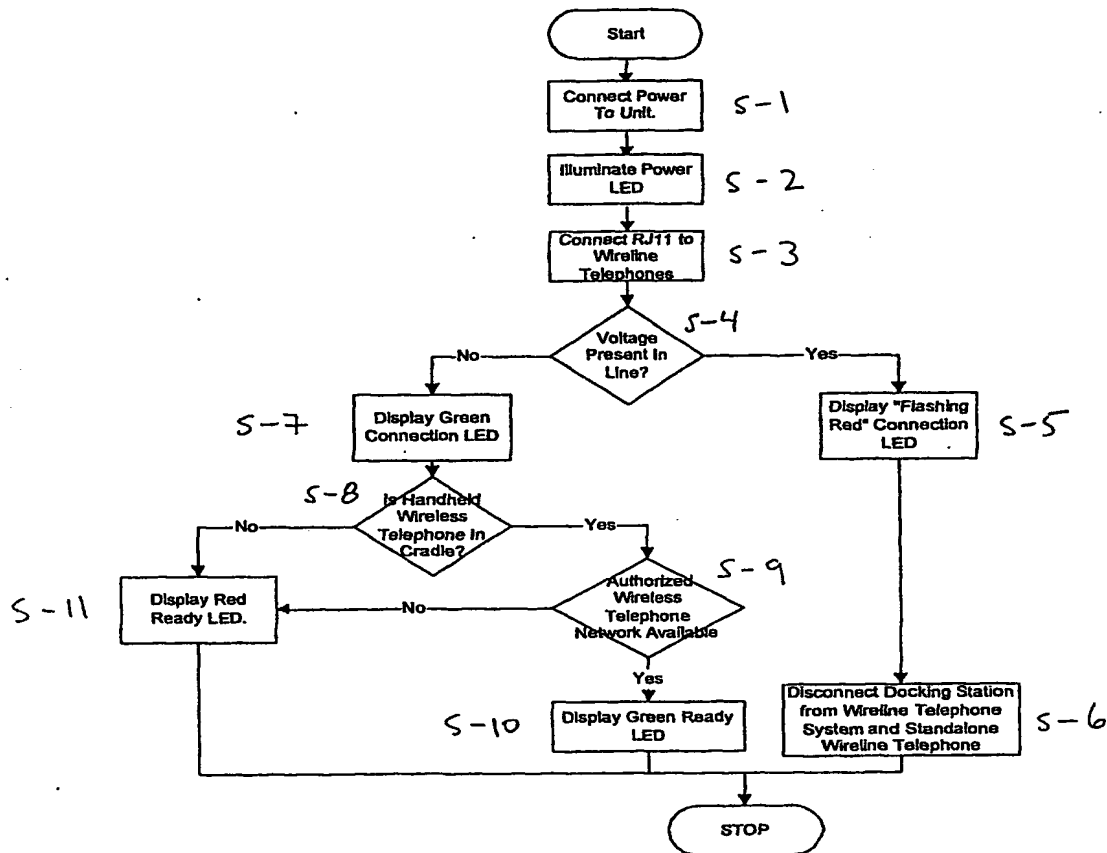 Start
Connect Power
To Unit.
S-1
Illuminate Power
LED
S-2
Connect RJ11 to
Wireline
Telephones
S-3
Voltage
Present In
Line?
S-4
No
Yes
Display Green
Connection LED
S-7
Display "Flashing
Red" Connection
LED
S-5
Is Handheld
Wireless
Telephone In
Cradle?
S-8
No
Yes
Authorized
Wireless
Telephone
Network Available
S-9
Display Red
Ready LED.
S-11
No
Yes
Display Green Ready
LED
S-10
Disconnect Docking Station
from Wireline Telephone
System and Standalone
Wireline Telephone
S-6
STOP